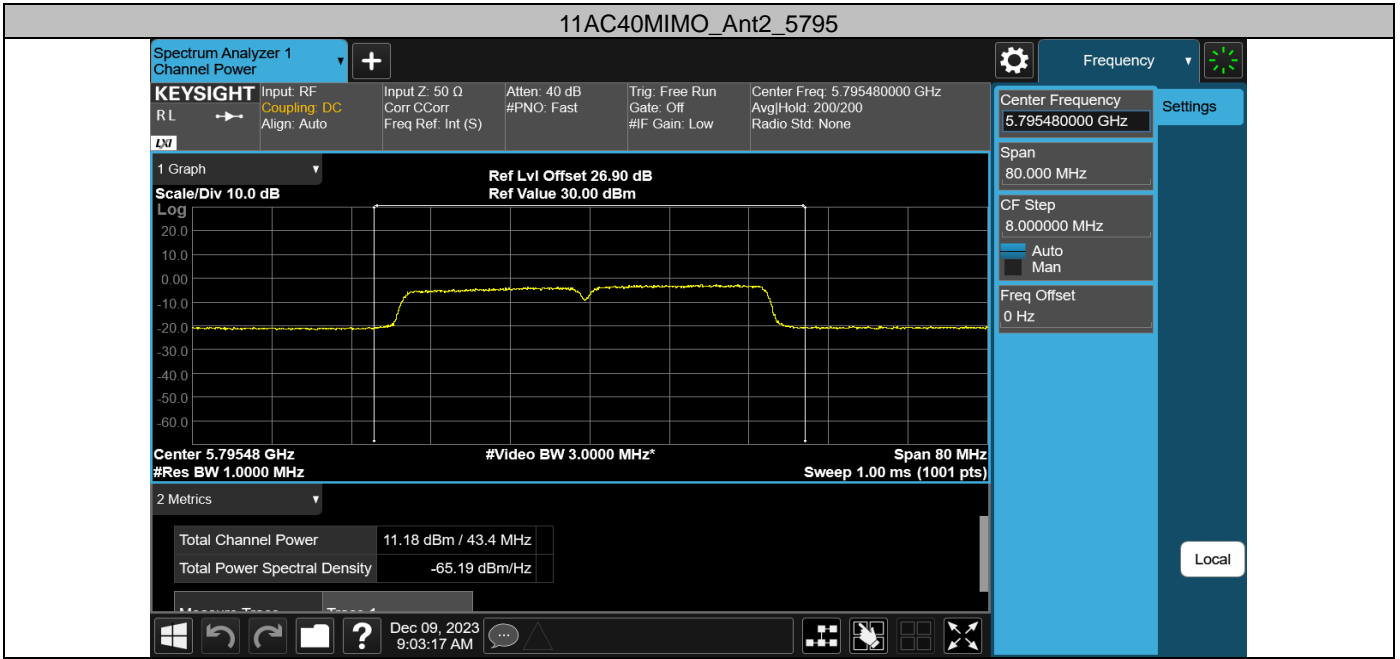 11AC40MIMO_Ant2_5795
Spectrum Analyzer 1
Channel Power
Frequency
KEYSIGHT
R L
LXI
Input: RF
Coupling: DC
Align: Auto
Input Z: 50 Ω
Corr CCorr
Freq Ref: Int (S)
Atten: 40 dB
#PNO: Fast
Trig: Free Run
Gate: Off
#IF Gain: Low
Center Freq: 5.795480000 GHz
Avg|Hold: 200/200
Radio Std: None
Center Frequency
5.795480000 GHz
Settings
Span
80.000 MHz
CF Step
8.000000 MHz
Auto
Man
Freq Offset
0 Hz
1 Graph
Scale/Div 10.0 dB
Ref Lvl Offset 26.90 dB
Ref Value 30.00 dBm
Log
20.0
10.0
0.00
-10.0
-20.0
-30.0
-40.0
-50.0
-60.0
Center 5.79548 GHz
#Video BW 3.0000 MHz*
Span 80 MHz
#Res BW 1.0000 MHz
Sweep 1.00 ms (1001 pts)
2 Metrics
Total Channel Power 11.18 dBm / 43.4 MHz
Total Power Spectral Density -65.19 dBm/Hz
Measure Trace Trace 1
Local
?
Dec 09, 2023
9:03:17 AM